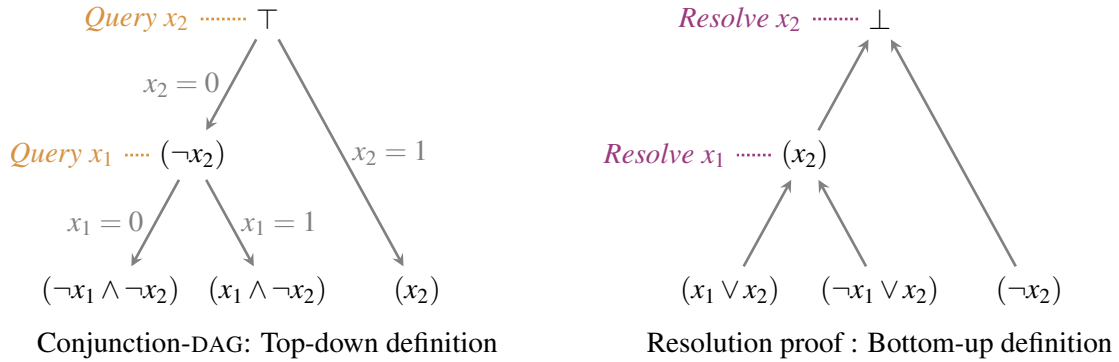 Query x₂ ⊤
x₂ = 0
Query x₁ (¬x₂)
x₂ = 1
x₁ = 0 x₁ = 1
(¬x₁ ∧ ¬x₂) (x₁ ∧ ¬x₂) (x₂)
Conjunction-DAG: Top-down definition
Resolve x₂ ⊥
Resolve x₁ (x₂)
(x₁ ∨ x₂) (¬x₁ ∨ x₂) (¬x₂)
Resolution proof : Bottom-up definition